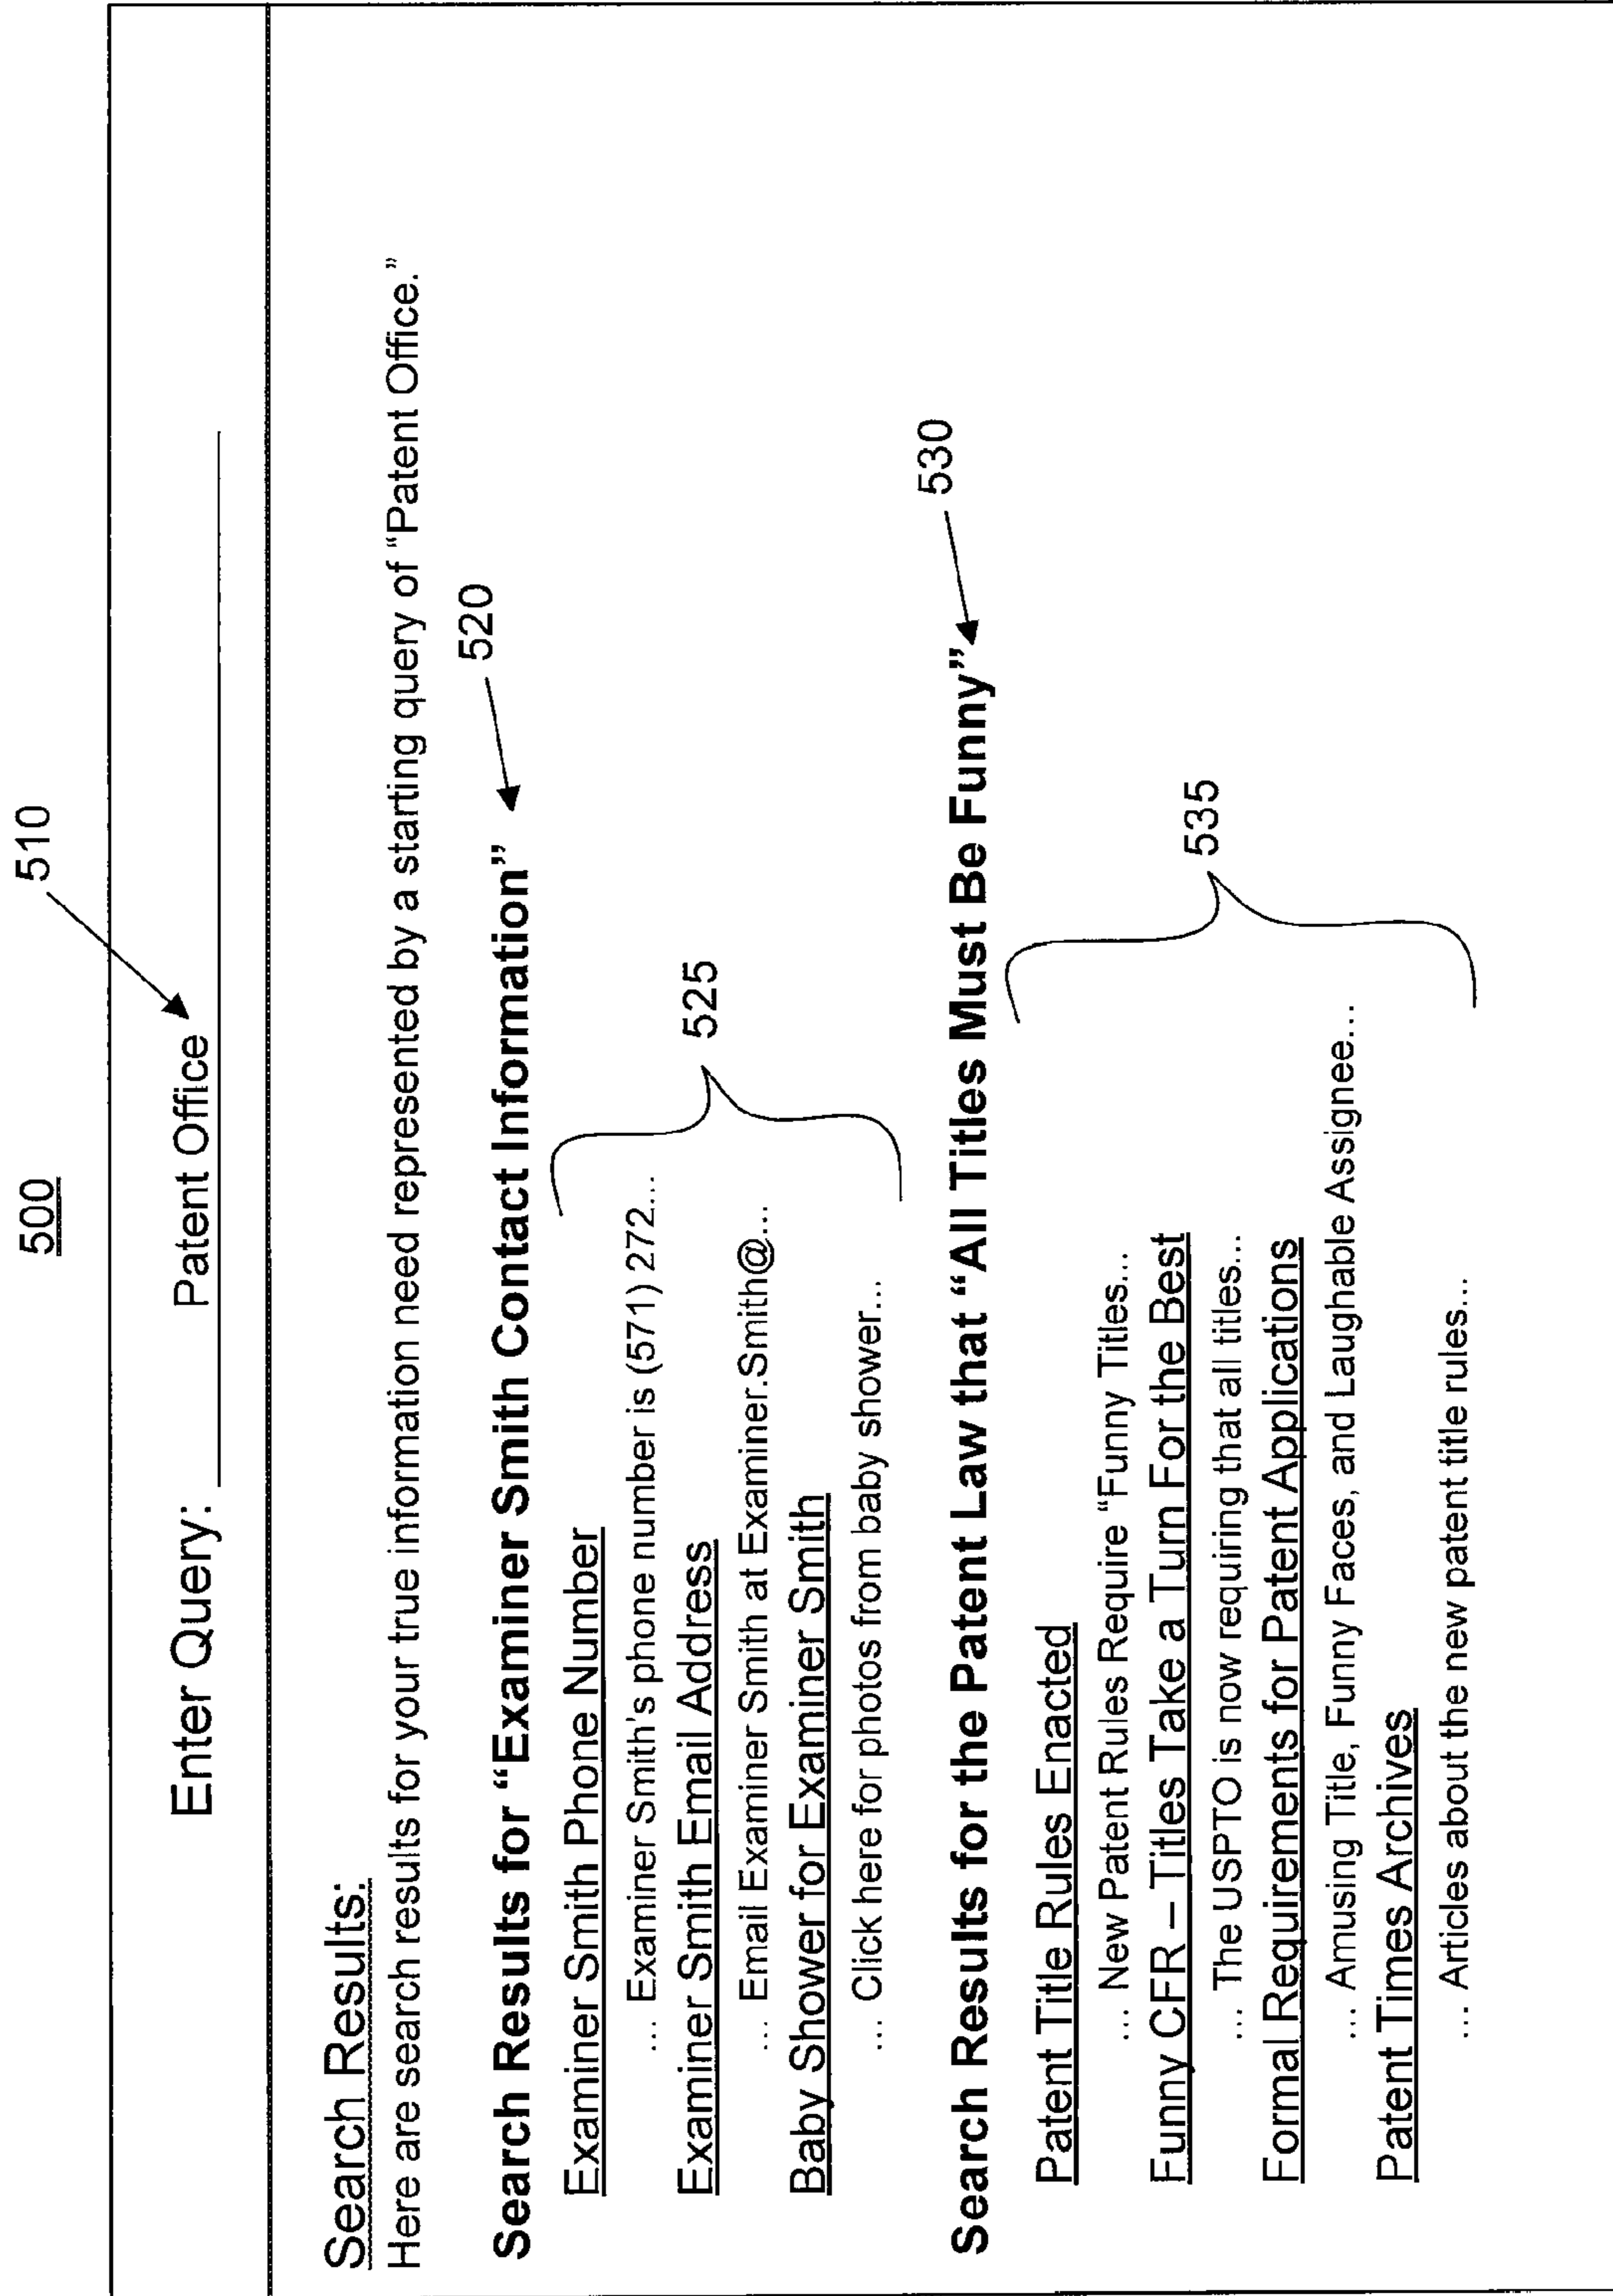 500
510
Enter Query: Patent Office
Search Results:
Here are search results for your true information need represented by a starting query of “Patent Office.”
520
Search Results for “Examiner Smith Contact Information”
Examiner Smith Phone Number
... Examiner Smith's phone number is (571) 272...
Examiner Smith Email Address
... Email Examiner Smith at Examiner.Smith@...
Baby Shower for Examiner Smith
... Click here for photos from baby shower...
525
530
Search Results for the Patent Law that “All Titles Must Be Funny”
Patent Title Rules Enacted
... New Patent Rules Require “Funny Titles...
Funny CFR – Titles Take a Turn For the Best
... The USPTO is now requiring that all titles...
Formal Requirements for Patent Applications
... Amusing Title, Funny Faces, and Laughable Assignee...
Patent Times Archives
... Articles about the new patent title rules...
535